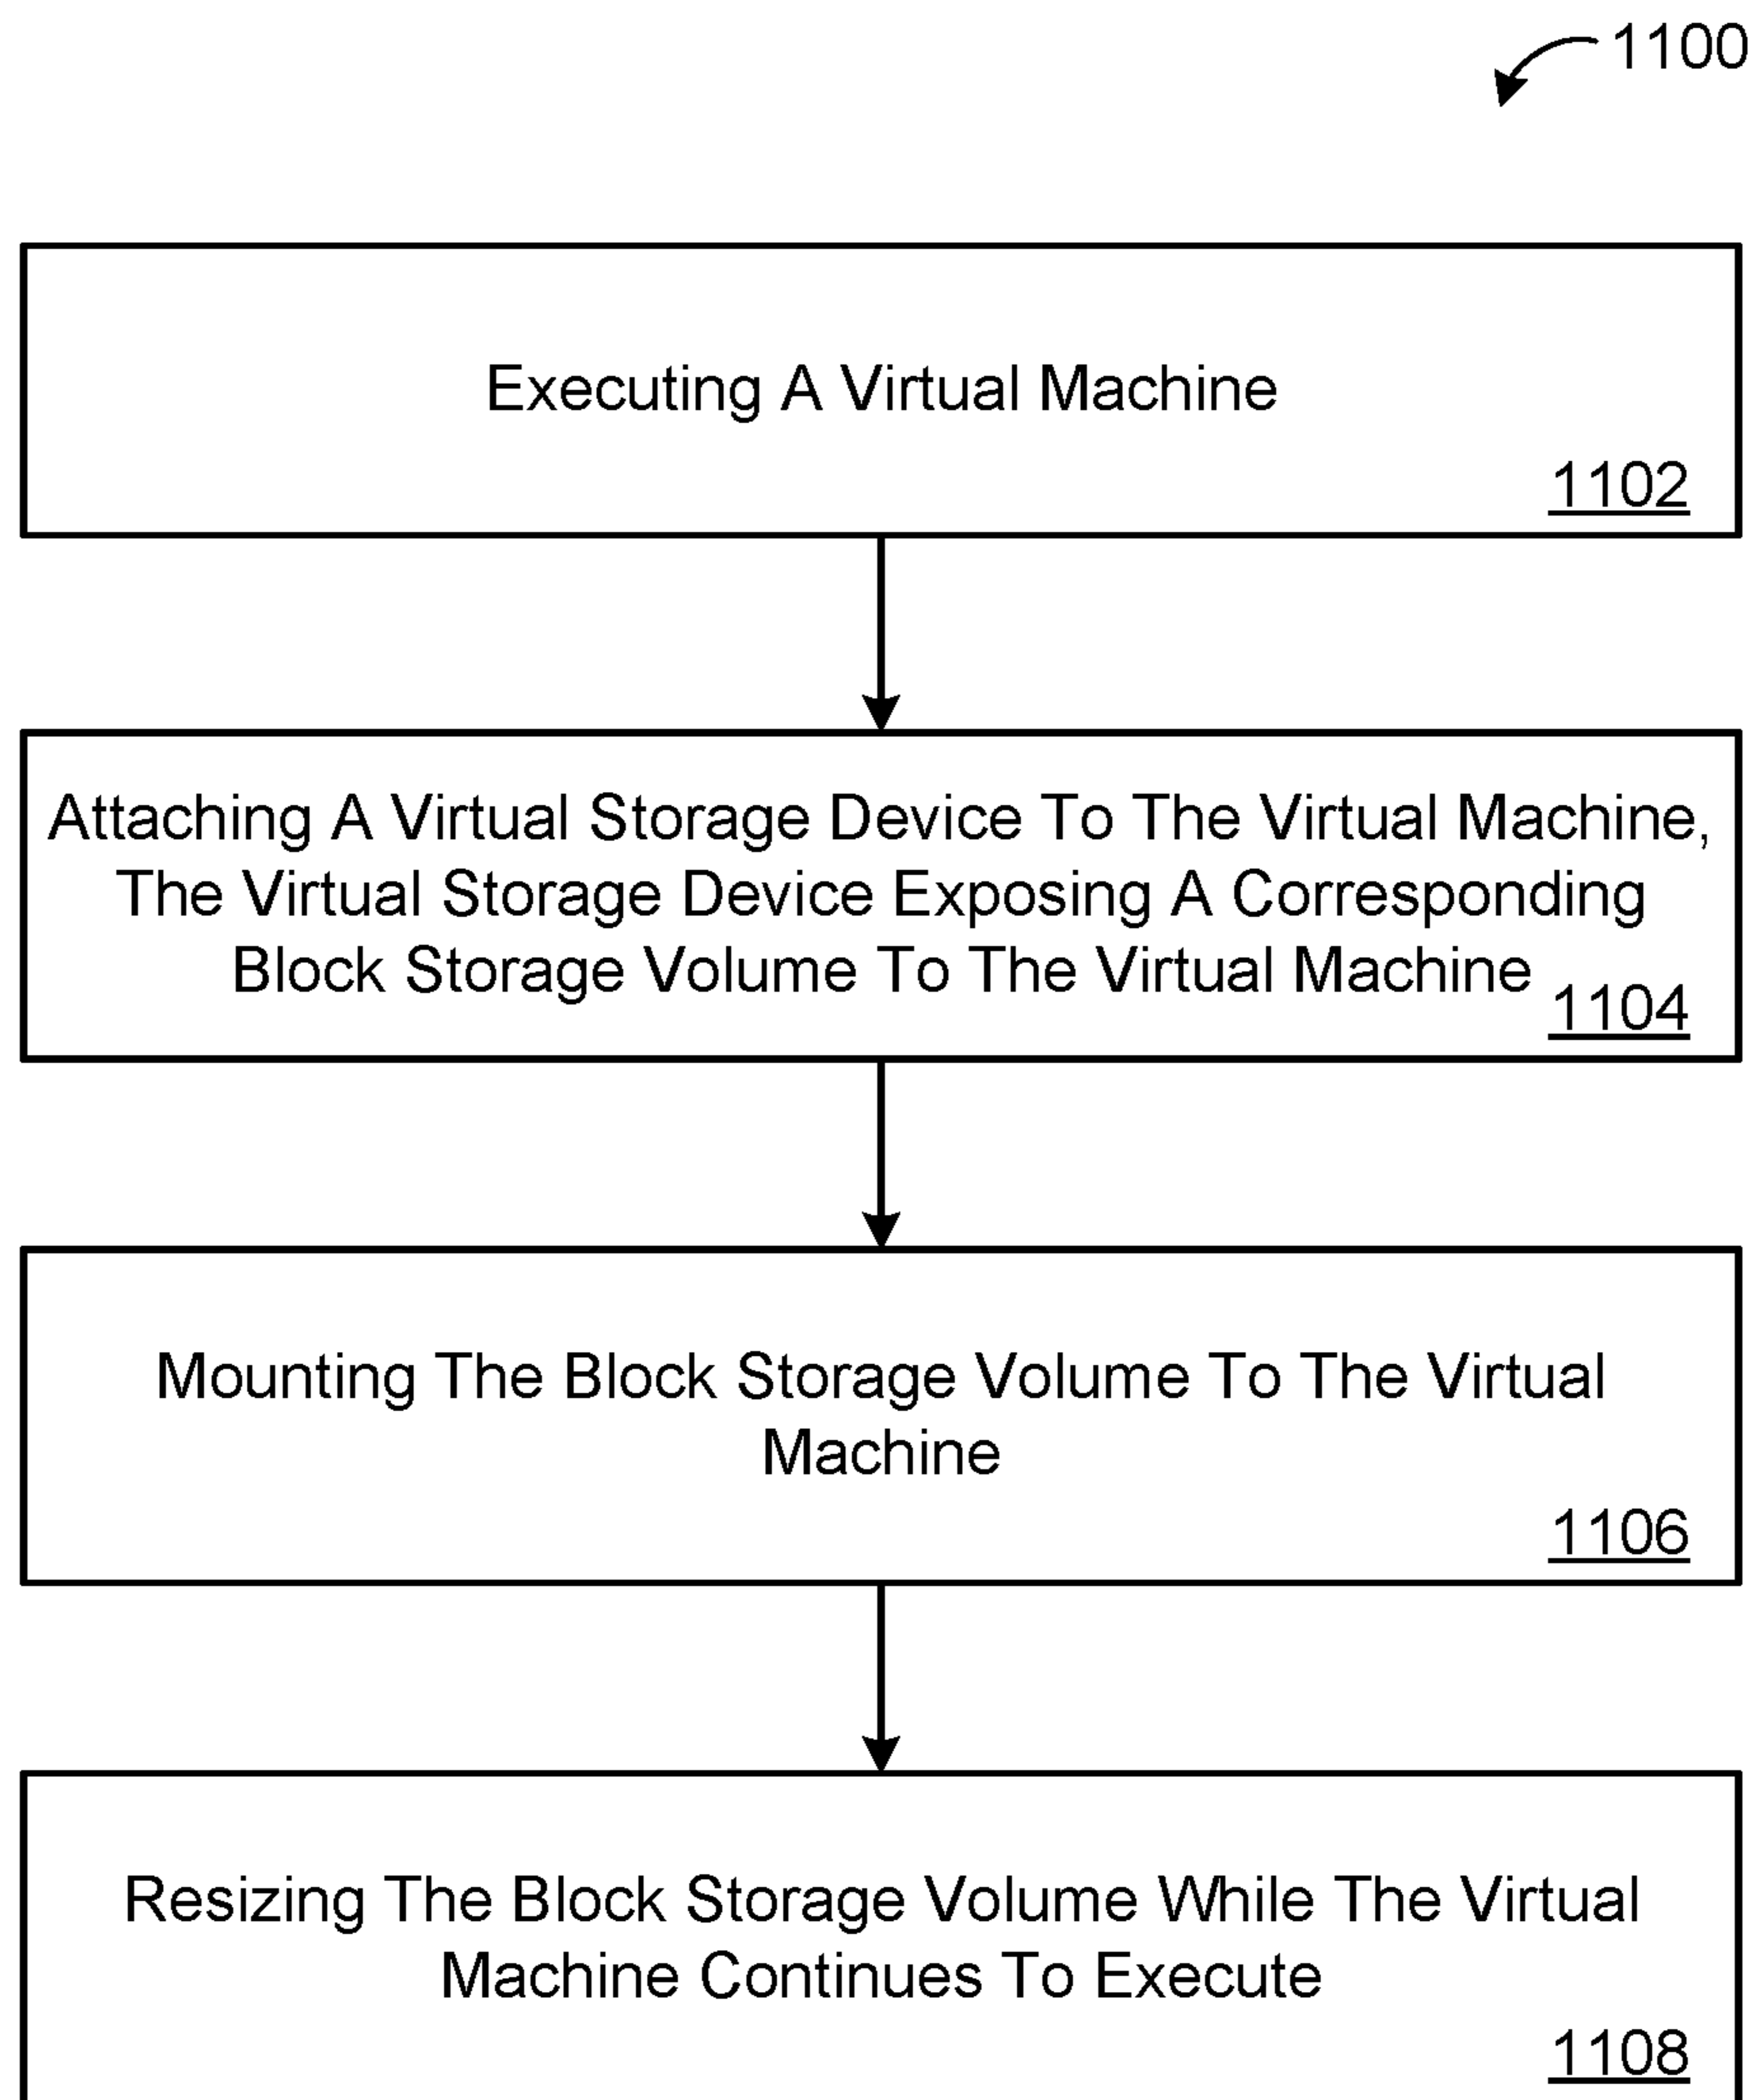 1100
Executing A Virtual Machine
1102
Attaching A Virtual Storage Device To The Virtual Machine,
The Virtual Storage Device Exposing A Corresponding
Block Storage Volume To The Virtual Machine
1104
Mounting The Block Storage Volume To The Virtual
Machine
1106
Resizing The Block Storage Volume While The Virtual
Machine Continues To Execute
1108